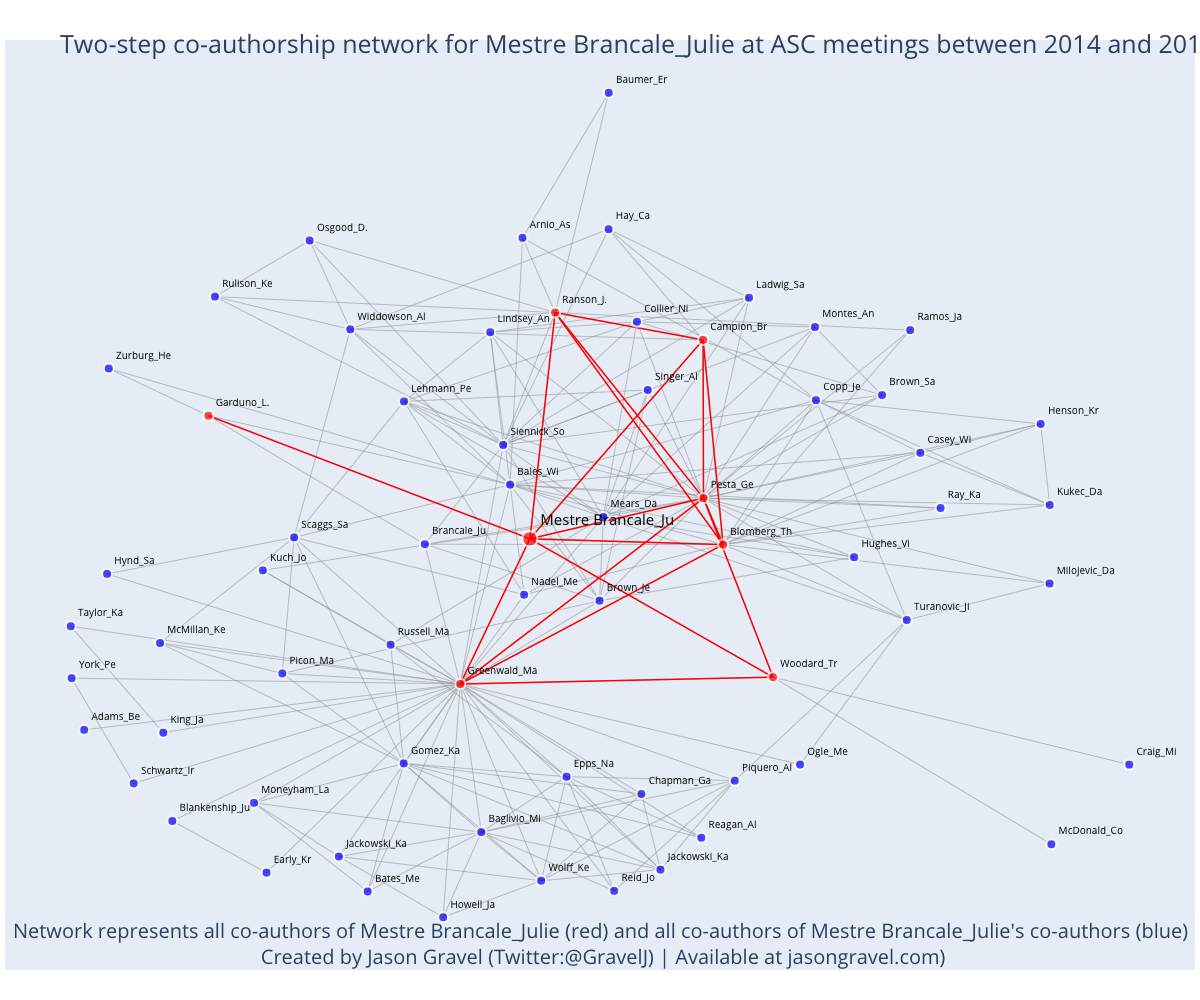 Two-step co-authorship network for Mestre Brancale_Julie at ASC meetings between 2014 and 201
Baumer_Er
Hay_Ca
Arnio_As
Osgood_D.
Rulison_Ke
Ladwig_Sa
Ranson_J.
Collier_Ni
Widdowson_Al
Lindsey_An
Montes_An
Ramos_Ja
Campion_Br
Zurburg_He
Singer_Al
Lehmann_Pe
Copp_Je
Brown_Sa
Garduno_L.
Henson_Kr
Siennick_So
Casey_Wi
Bales_Wi
Pesta_Ge
Ray_Ka
Kukec_Da
Mears_Da
Mestre Brancale_Ju
Scaggs_Sa
Brancale_Ju
Blomberg_Th
Hughes_Vi
Hynd_Sa
Kuch_Jo
Milojevic_Da
Nadel_Me
Brown_Je
Turanovic_Ji
Taylor_Ka
McMillan_Ke
Russell_Ma
York_Pe
Picon_Ma
Greenwald_Ma
Woodard_Tr
Adams_Be
King_Ja
Gomez_Ka
Ogle_Me
Craig_Mi
Schwartz_Ir
Epps_Na
Piquero_Al
Moneyham_La
Chapman_Ga
Blankenship_Ju
Baglivio_Mi
Reagan_Al
McDonald_Co
Early_Kr
Jackowski_Ka
Jackowski_Ka
Wolff_Ke
Bates_Me
Reid_Jo
Howell_Ja
Network represents all co-authors of Mestre Brancale_Julie (red) and all co-authors of Mestre Brancale_Julie's co-authors (blue)
Created by Jason Gravel (Twitter:@GravelJ) | Available at jasongravel.com)